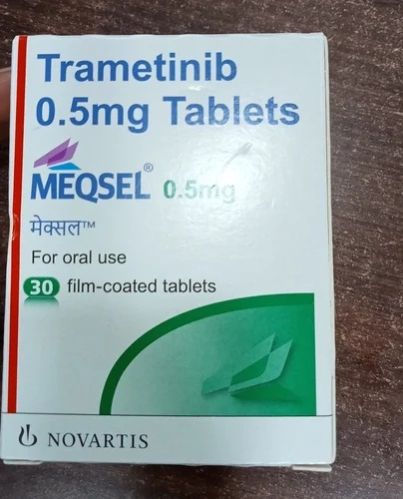 Trametinib
0.5mg Tablets
MEQSEL® 0.5mg
मेक्सल™
For oral use
30 film-coated tablets
NOVARTIS